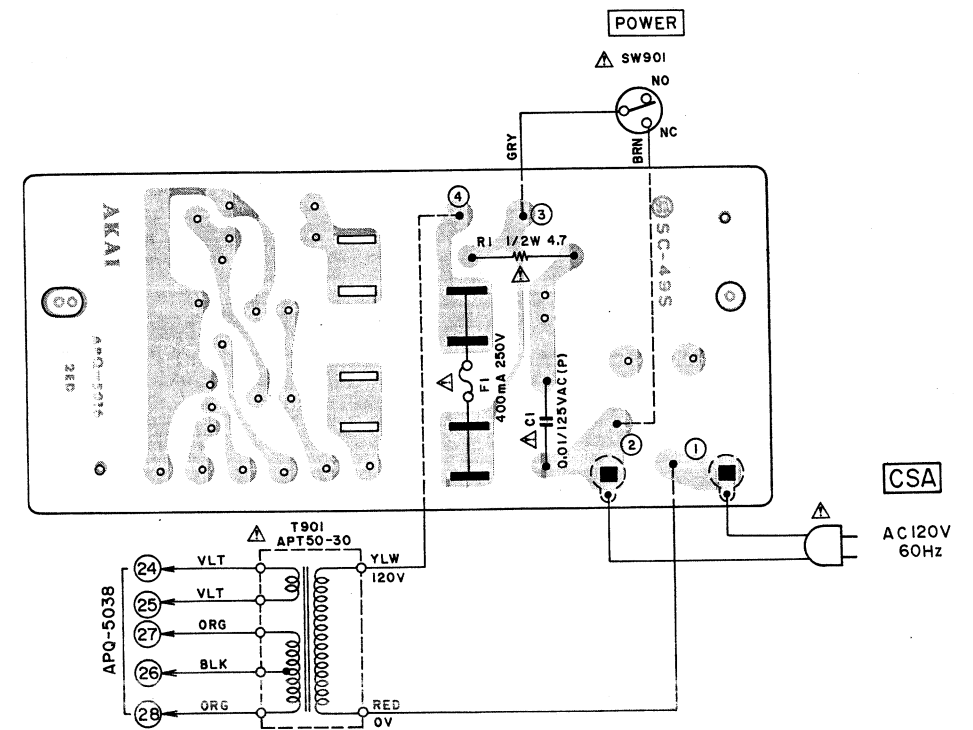 POWER
⚠ SW901
NO
NC
GRY
BRN
AKAI
4
3
R1 1/2W 4.7
⚠
SC-49S
2ED
⚠ F1
400mA 250V
⚠ C1
0.01/125VAC(P)
2
1
CSA
⚠
AC120V
60Hz
⚠ T901
APT50-30
YLW
120V
APQ-5038
24 VLT
25 VLT
27 ORG
26 BLK
28 ORG
RED
0V